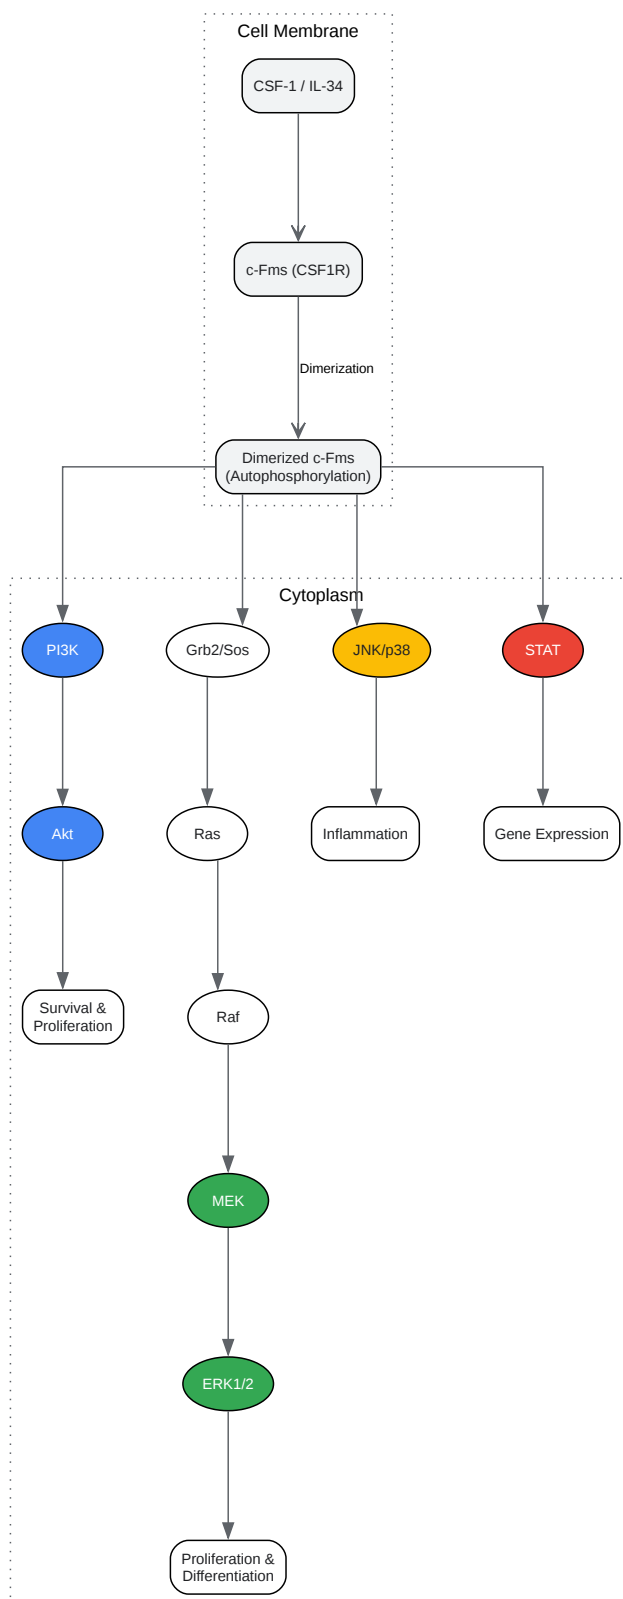 Cell Membrane
CSF-1 / IL-34
c-Fms (CSF1R)
Dimerization
Dimerized c-Fms
(Autophosphorylation)
Cytoplasm
PI3K
Grb2/Sos
JNK/p38
STAT
Akt
Ras
Inflammation
Gene Expression
Survival &
Proliferation
Raf
MEK
ERK1/2
Proliferation &
Differentiation